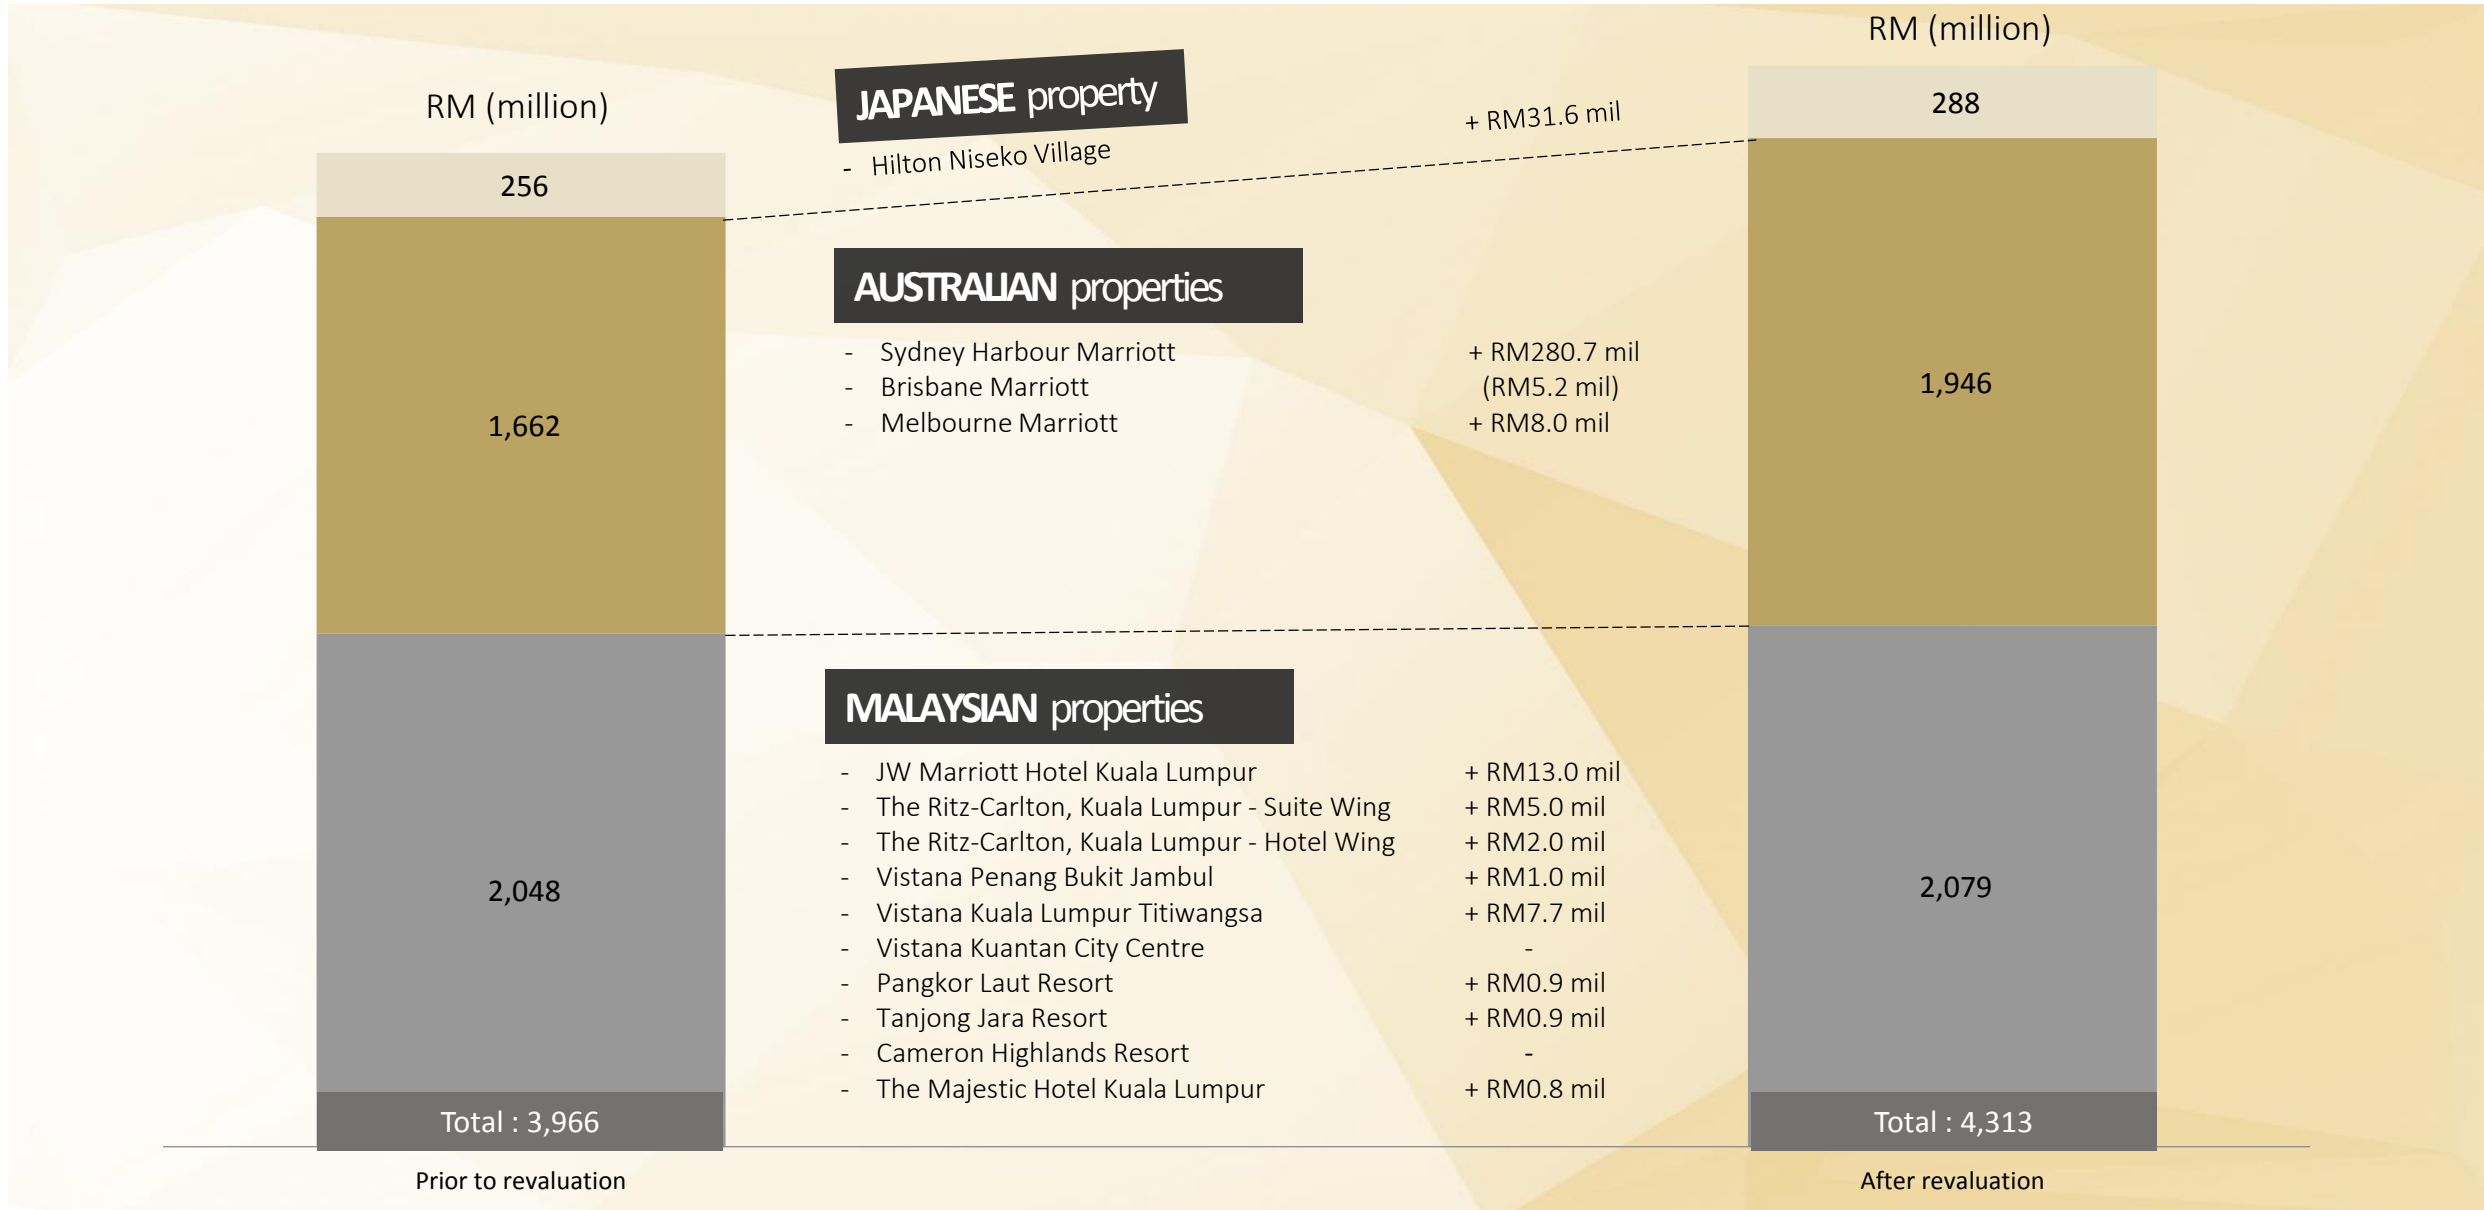 RM (million)
256
1,662
2,048
Total : 3,966
Prior to revaluation
JAPANESE property
- Hilton Niseko Village + RM31.6 mil
AUSTRALIAN properties
- Sydney Harbour Marriott + RM280.7 mil
- Brisbane Marriott (RM5.2 mil)
- Melbourne Marriott + RM8.0 mil
MALAYSIAN properties
- JW Marriott Hotel Kuala Lumpur + RM13.0 mil
- The Ritz-Carlton, Kuala Lumpur - Suite Wing + RM5.0 mil
- The Ritz-Carlton, Kuala Lumpur - Hotel Wing + RM2.0 mil
- Vistana Penang Bukit Jambul + RM1.0 mil
- Vistana Kuala Lumpur Titiwangsa + RM7.7 mil
- Vistana Kuantan City Centre -
- Pangkor Laut Resort + RM0.9 mil
- Tanjong Jara Resort + RM0.9 mil
- Cameron Highlands Resort -
- The Majestic Hotel Kuala Lumpur + RM0.8 mil
RM (million)
288
1,946
2,079
Total : 4,313
After revaluation